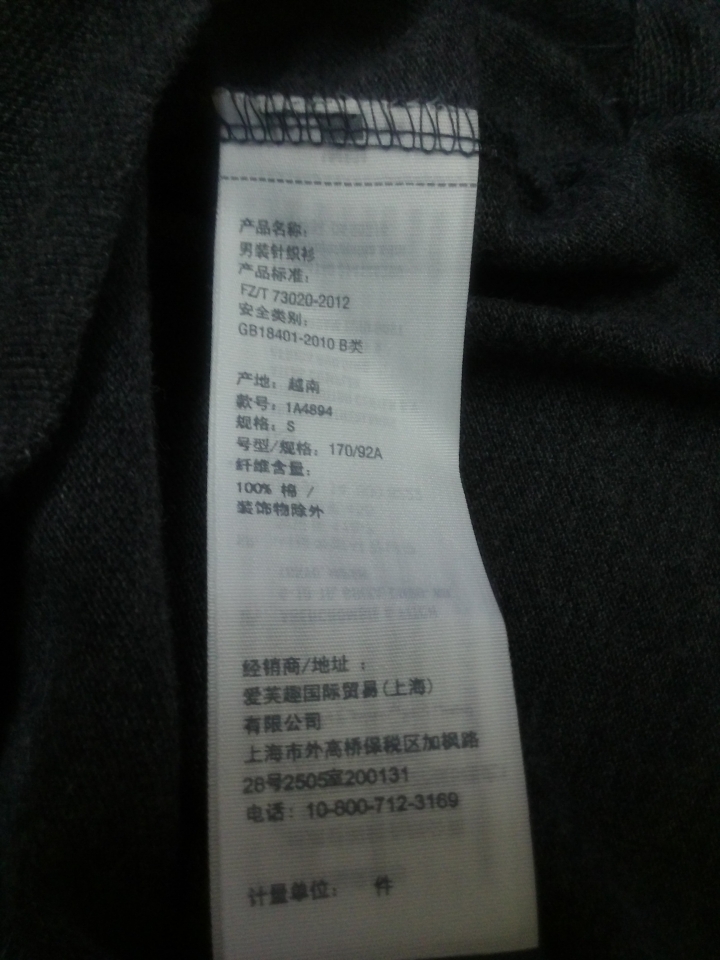 产品名称:
男装针织衫
产品标准:
FZ/T 73020-2012
安全类别:
GB18401-2010 B类
产地: 越南
款号: 1A4894
规格: S
号型/规格: 170/92A
纤维含量:
100% 棉 /
装饰物除外
经销商/地址 :
爱芙趣国际贸易(上海)
有限公司
上海市外高桥保税区加枫路
28号2505室200131
电话: 10-800-712-3169
计量单位: 件